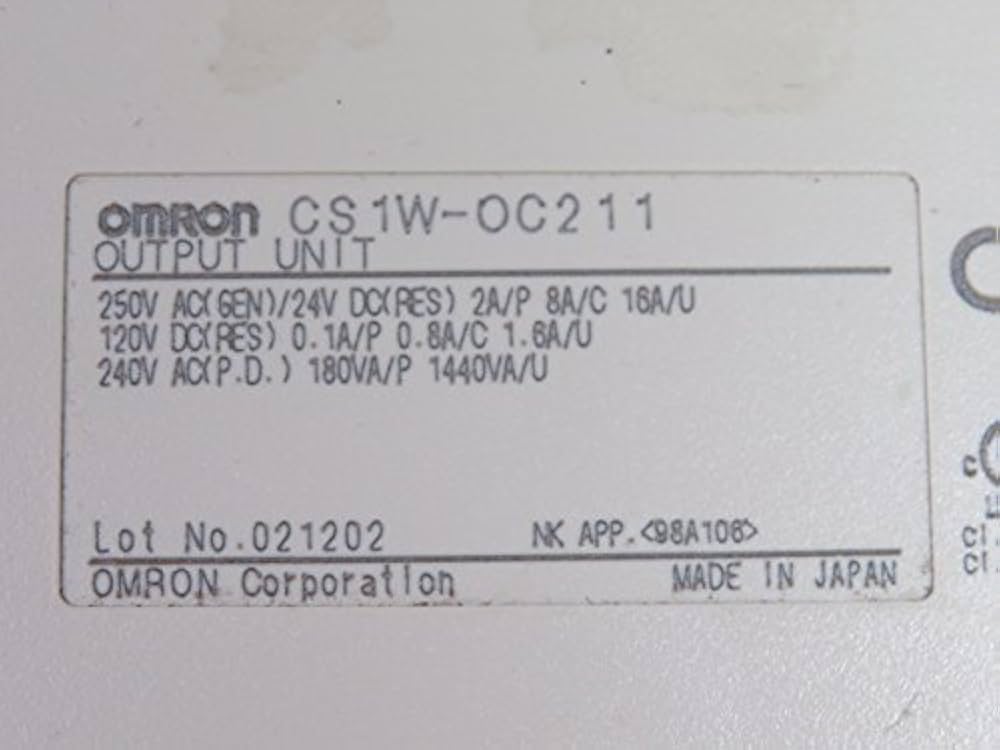 OMRON CS1W-OC211
OUTPUT UNIT
250V AC(GEN)/24V DC(RES) 2A/P 8A/C 16A/U
120V DC(RES) 0.1A/P 0.8A/C 1.6A/U
240V AC(P.D.) 180VA/P 1440VA/U
Lot No.021202 NK APP.<98A106>
OMRON Corporation MADE IN JAPAN